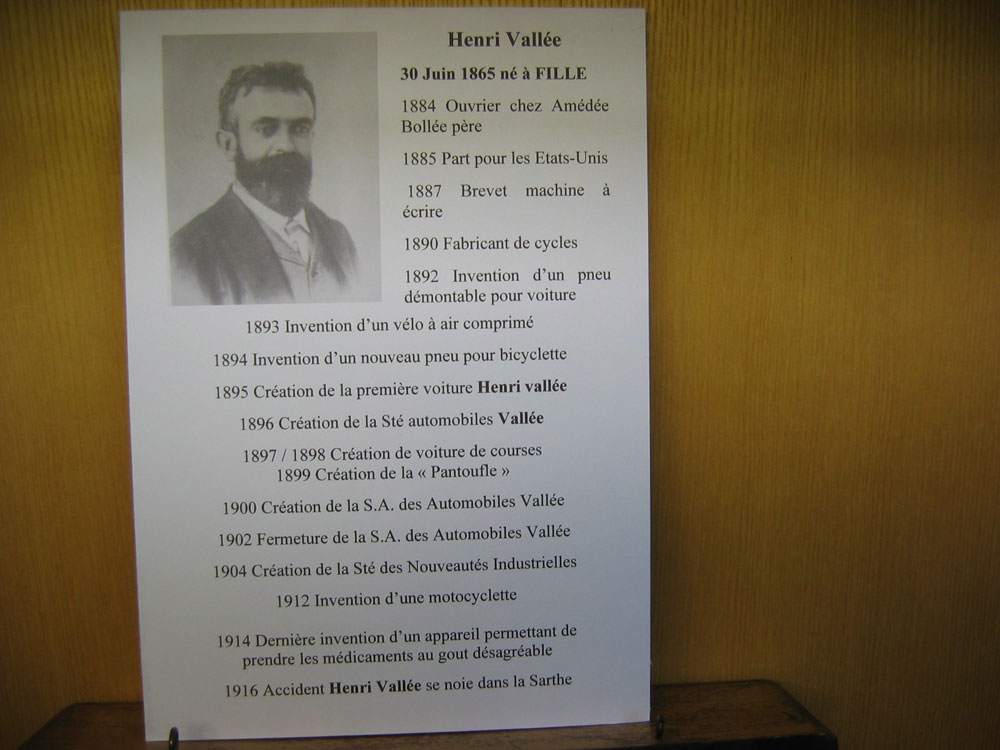 Henri Vallée
30 Juin 1865 né à FILLE
1884 Ouvrier chez Amédée
Bollée père
1885 Part pour les Etats-Unis
1887 Brevet machine à
écrire
1890 Fabricant de cycles
1892 Invention d'un pneu
démontable pour voiture
1893 Invention d'un vélo à air comprimé
1894 Invention d'un nouveau pneu pour bicyclette
1895 Création de la première voiture Henri vallée
1896 Création de la Sté automobiles Vallée
1897 / 1898 Création de voiture de courses
1899 Création de la « Pantoufle »
1900 Création de la S.A. des Automobiles Vallée
1902 Fermeture de la S.A. des Automobiles Vallée
1904 Création de la Sté des Nouveautés Industrielles
1912 Invention d'une motocyclette
1914 Dernière invention d'un appareil permettant de
prendre les médicaments au gout désagréable
1916 Accident Henri Vallée se noie dans la Sarthe